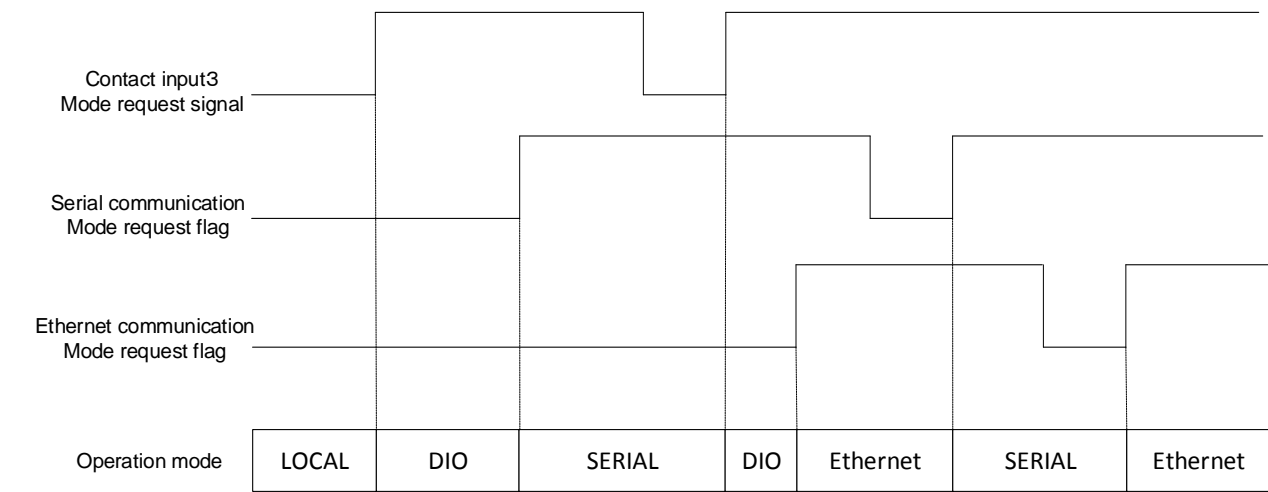 Contact input3
Mode request signal
Serial communication
Mode request flag
Ethernet communication
Mode request flag
Operation mode LOCAL DIO SERIAL DIO Ethernet SERIAL Ethernet